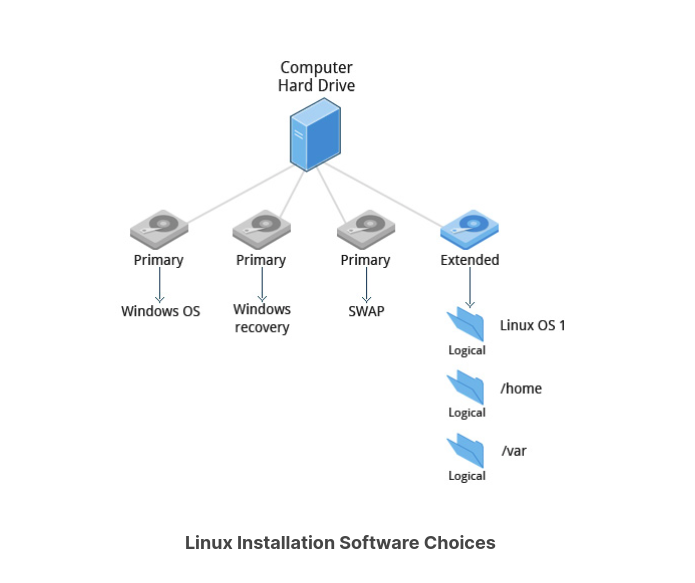 Computer
Hard Drive
Primary
Primary
Primary
Extended
Windows OS
Windows
recovery
SWAP
Linux OS 1
Logical
/home
Logical
/var
Logical
Linux Installation Software Choices